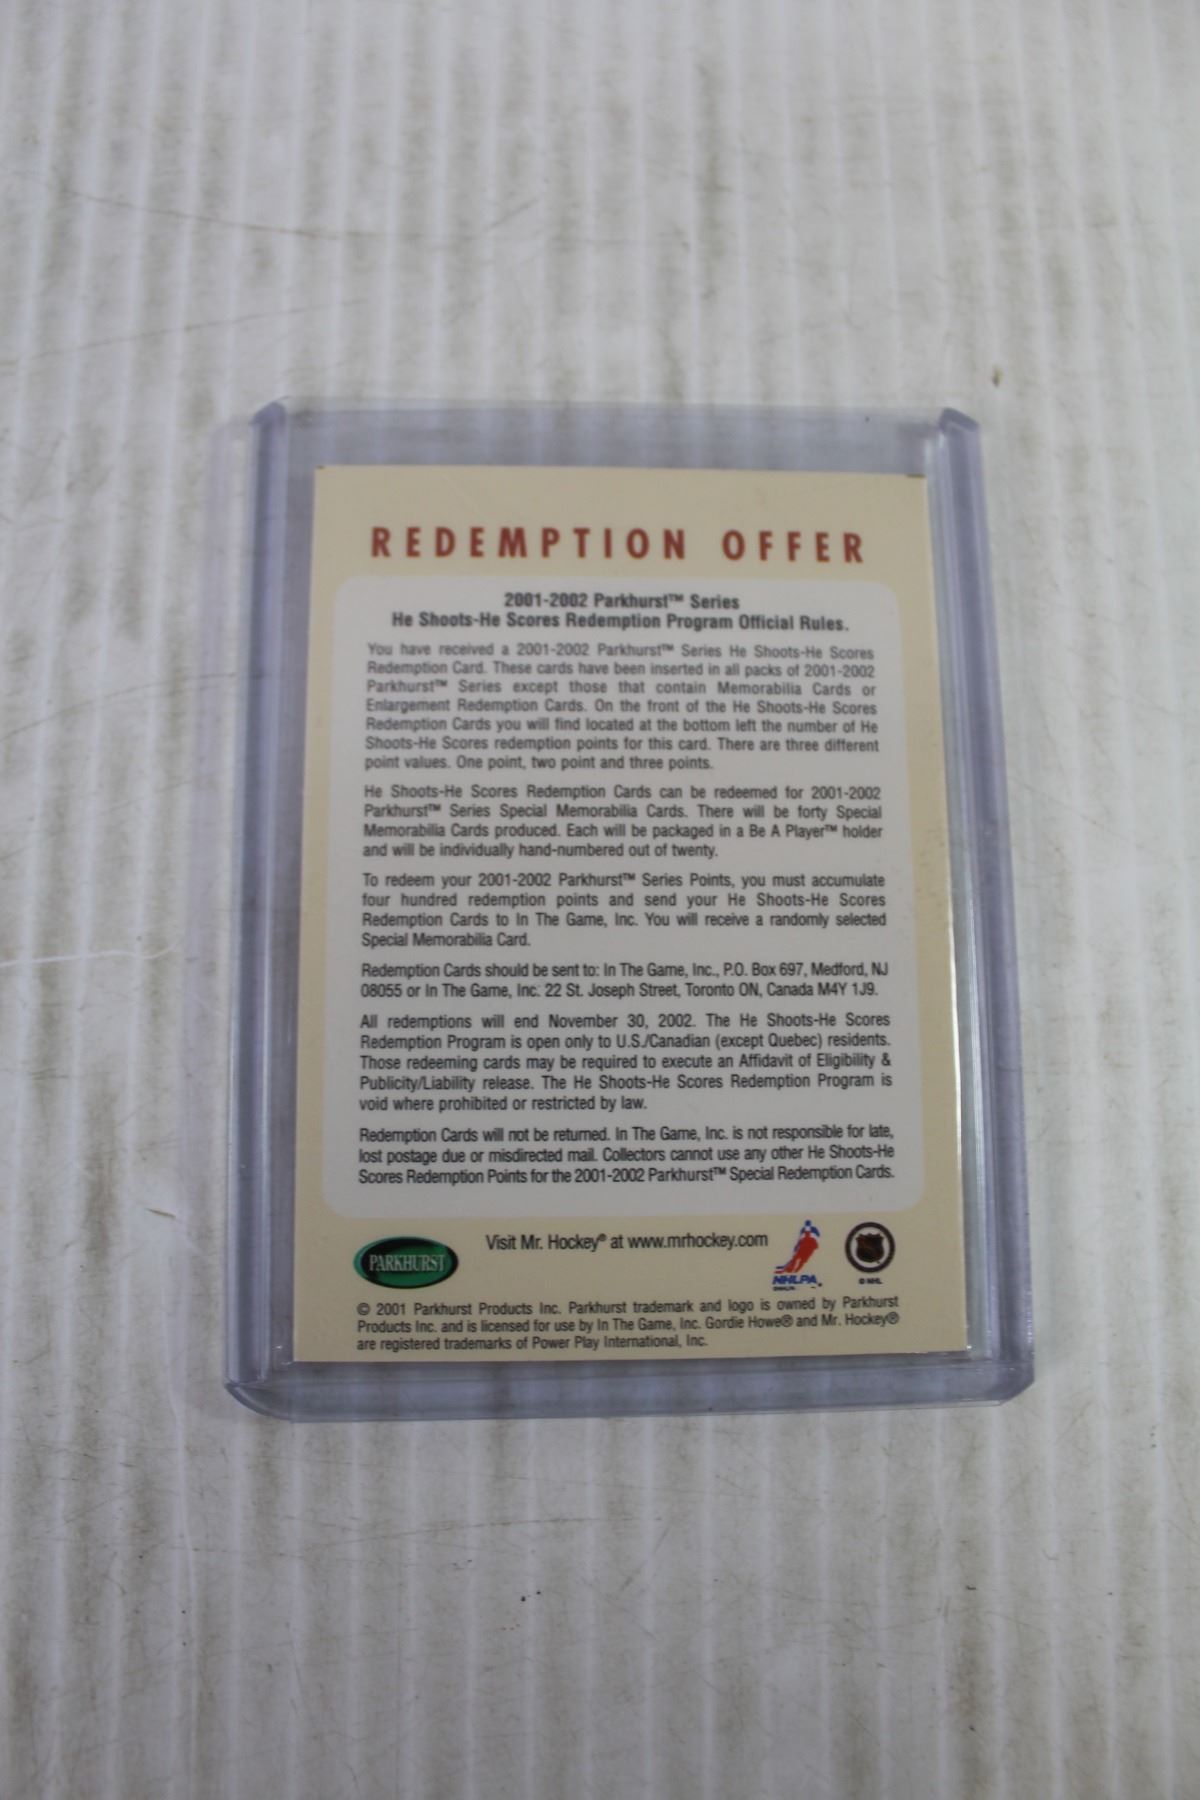 REDEMPTION OFFER
2001-2002 Parkhurst™ Series
He Shoots-He Scores Redemption Program Official Rules.
You have received a 2001-2002 Parkhurst™ Series He Shoots-He Scores
Redemption Card. These cards have been inserted in all packs of 2001-2002
Parkhurst™ Series except those that contain Memorabilia Cards or
Enlargement Redemption Cards. On the front of the He Shoots-He Scores
Redemption Cards you will find located at the bottom left the number of He
Shoots-He Scores redemption points for this card. There are three different
point values. One point, two point and three points.
He Shoots-He Scores Redemption Cards can be redeemed for 2001-2002
Parkhurst™ Series Special Memorabilia Cards. There will be forty Special
Memorabilia Cards produced. Each will be packaged in a Be A Player™ holder
and will be individually hand-numbered out of twenty.
To redeem your 2001-2002 Parkhurst™ Series Points, you must accumulate
four hundred redemption points and send your He Shoots-He Scores
Redemption Cards to In The Game, Inc. You will receive a randomly selected
Special Memorabilia Card.
Redemption Cards should be sent to: In The Game, Inc., P.O. Box 697, Medford, NJ
08055 or In The Game, Inc. 22 St. Joseph Street, Toronto ON, Canada M4Y 1J9.
All redemptions will end November 30, 2002. The He Shoots-He Scores
Redemption Program is open only to U.S./Canadian (except Quebec) residents.
Those redeeming cards may be required to execute an Affidavit of Eligibility &
Publicity/Liability release. The He Shoots-He Scores Redemption Program is
void where prohibited or restricted by law.
Redemption Cards will not be returned. In The Game, Inc. is not responsible for late,
lost postage due or misdirected mail. Collectors cannot use any other He Shoots-He
Scores Redemption Points for the 2001-2002 Parkhurst™ Special Redemption Cards.
PARKHURST
Visit Mr. Hockey® at www.mrhockey.com
NHLPA
© NHL
© 2001 Parkhurst Products Inc. Parkhurst trademark and logo is owned by Parkhurst
Products Inc. and is licensed for use by In The Game, Inc. Gordie Howe® and Mr. Hockey®
are registered trademarks of Power Play International, Inc.